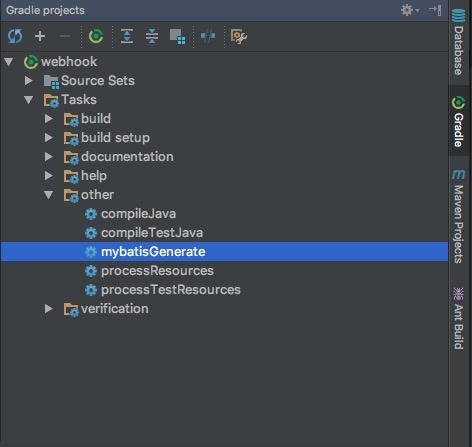 Gradle projects
webhook
Source Sets
Tasks
build
build setup
documentation
help
other
compileJava
compileTestJava
mybatisGenerate
processResources
processTestResources
verification
Database
Gradle
m
Maven Projects
Ant Build